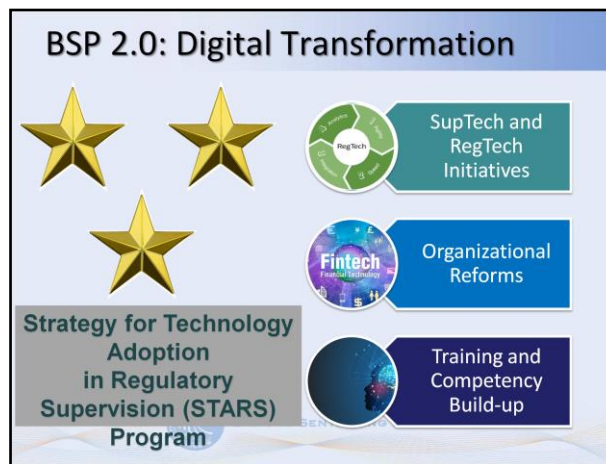 BSP 2.0: Digital Transformation
SupTech and
RegTech
Initiatives
RegTech
Analytics
Organizational
Reforms
Fintech
Financial Technology
Strategy for Technology
Adoption
in Regulatory
Supervision (STARS)
Program
Training and
Competency
Build-up